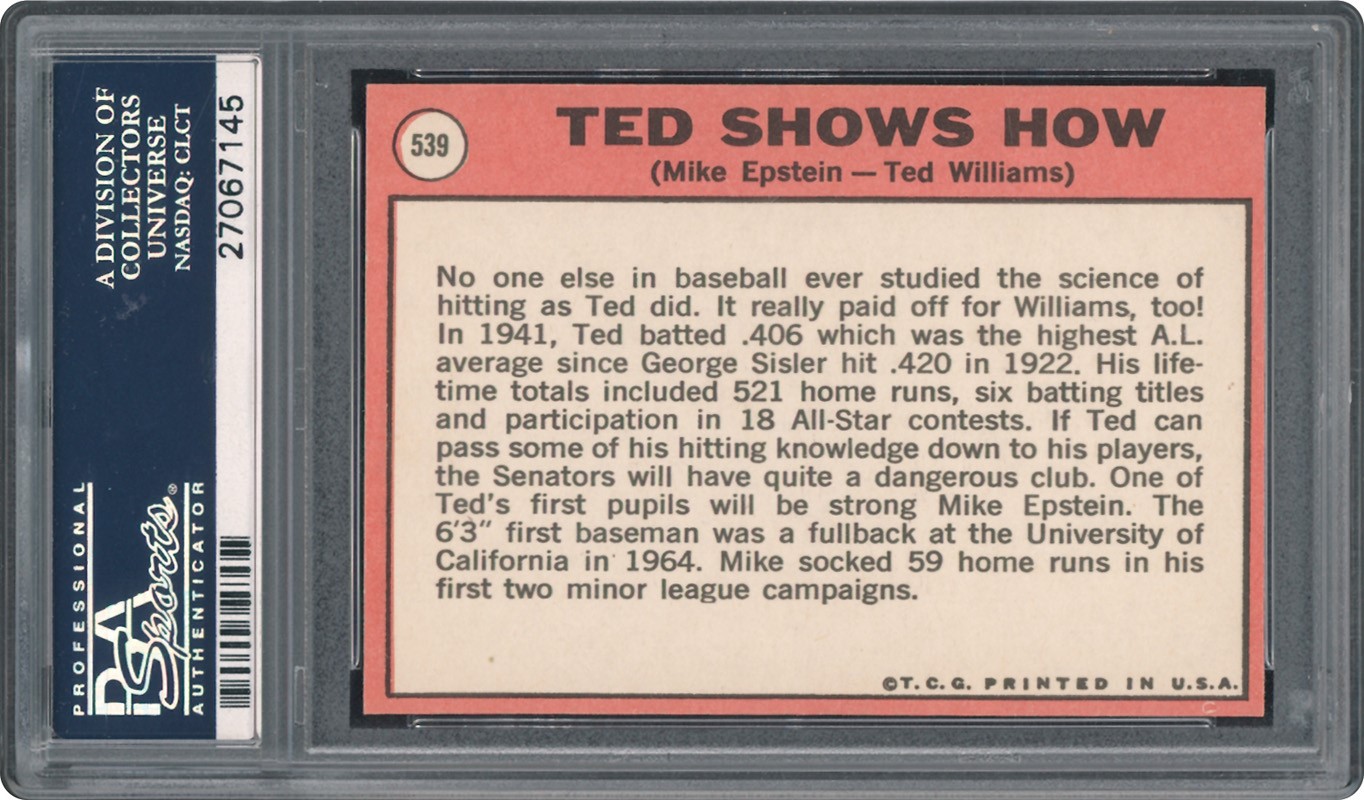 A DIVISION OF
COLLECTORS
UNIVERSE
NASDAQ: CLCT
27067145
PROFESSIONAL
PSA
Sports®
AUTHENTICATOR
539
TED SHOWS HOW
(Mike Epstein — Ted Williams)
No one else in baseball ever studied the science of
hitting as Ted did. It really paid off for Williams, too!
In 1941, Ted batted .406 which was the highest A.L.
average since George Sisler hit .420 in 1922. His life-
time totals included 521 home runs, six batting titles
and participation in 18 All-Star contests. If Ted can
pass some of his hitting knowledge down to his players,
the Senators will have quite a dangerous club. One of
Ted's first pupils will be strong Mike Epstein. The
6'3" first baseman was a fullback at the University of
California in 1964. Mike socked 59 home runs in his
first two minor league campaigns.
©T.C.G. PRINTED IN U.S.A.